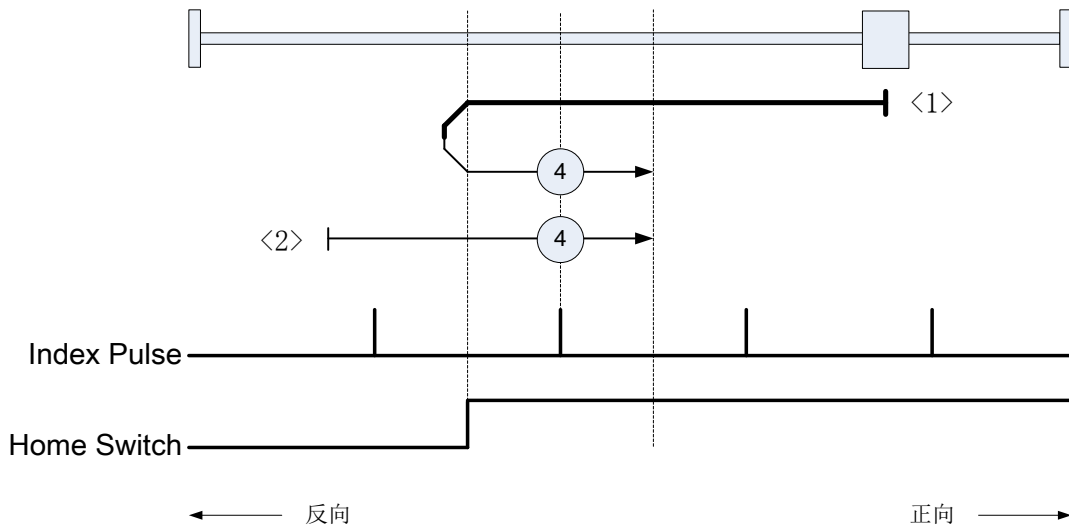 <1>
4
<2>
4
Index Pulse
Home Switch
反向
正向